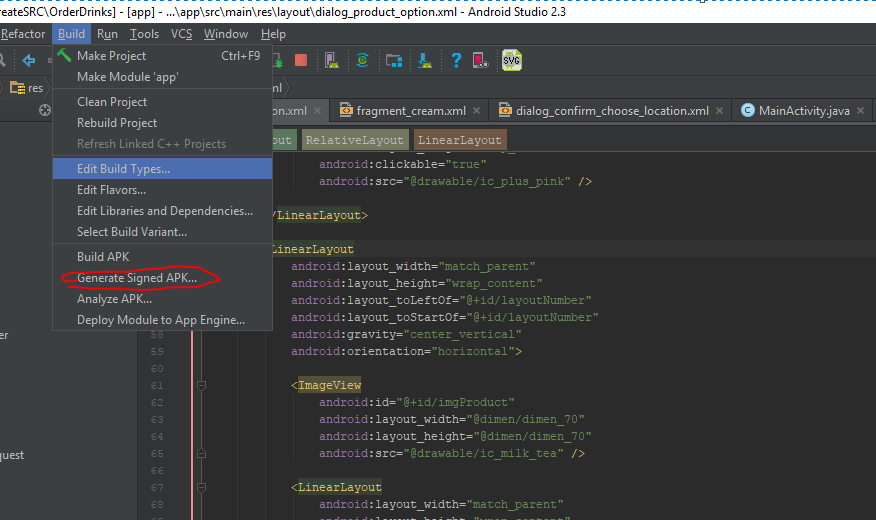 reateSRC\OrderDrinks] - [app] - ...\app\src\main\res\layout\dialog_product_option.xml - Android Studio 2.3
Refactor Build Run Tools VCS Window Help
Make Project Ctrl+F9
Make Module 'app'
res
ml
Clean Project
on.xml fragment_cream.xml dialog_confirm_choose_location.xml MainActivity.java
Rebuild Project
Refresh Linked C++ Projects
out RelativeLayout LinearLayout
Edit Build Types...
android:clickable="true"
Edit Flavors...
android:src="@drawable/ic_plus_pink" />
Edit Libraries and Dependencies...
/LinearLayout>
Select Build Variant...
LinearLayout
Build APK
android:layout_width="match_parent"
Generate Signed APK...
android:layout_height="wrap_content"
Analyze APK...
android:layout_toLeftOf="@+id/layoutNumber"
Deploy Module to App Engine...
android:layout_toStartOf="@+id/layoutNumber"
er
58 android:gravity="center_vertical"
59 android:orientation="horizontal">
60
61 <ImageView
62 android:id="@+id/imgProduct"
63 android:layout_width="@dimen/dimen_70"
64 android:layout_height="@dimen/dimen_70"
quest
65 android:src="@drawable/ic_milk_tea" />
66
67 <LinearLayout
68 android:layout_width="match_parent"
SVG